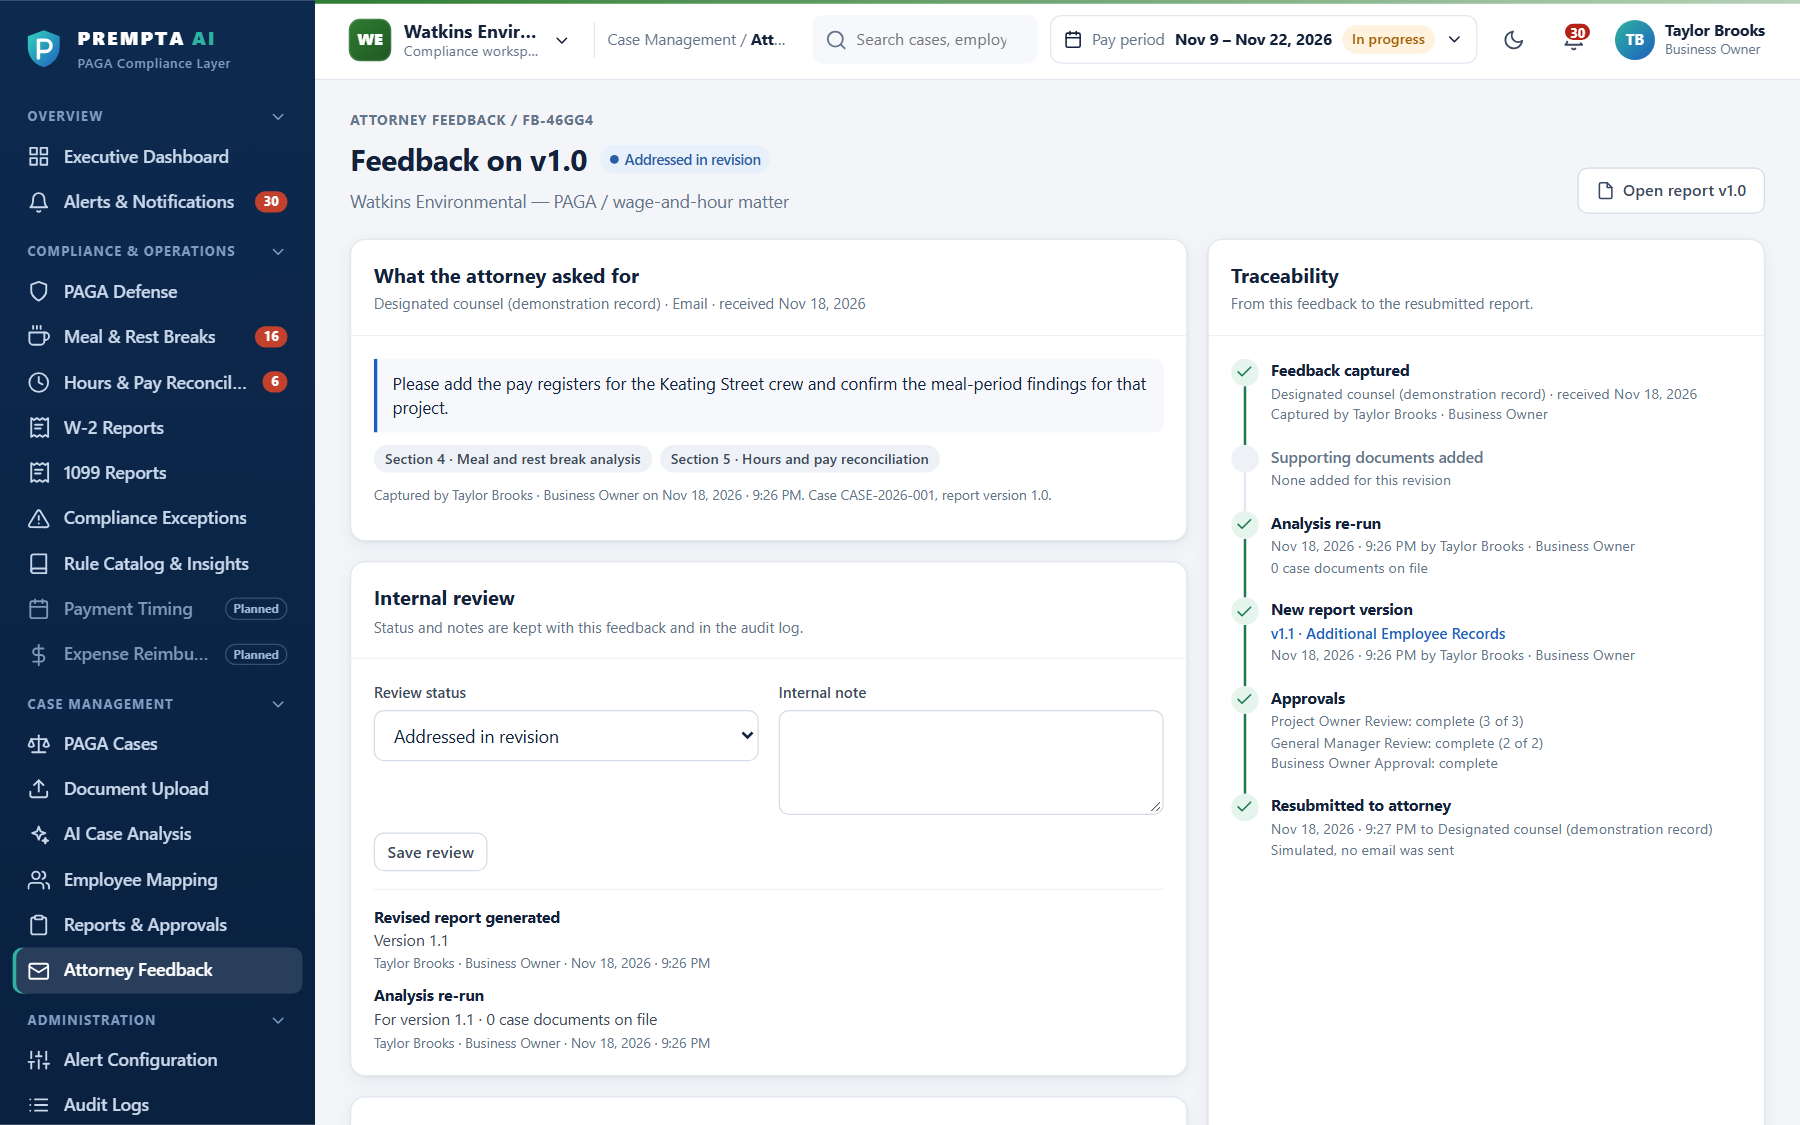 PREMPTA AI
PAGA Compliance Layer
OVERVIEW
Executive Dashboard
Alerts & Notifications 30
COMPLIANCE & OPERATIONS
PAGA Defense
Meal & Rest Breaks 16
Hours & Pay Reconcil... 6
W-2 Reports
1099 Reports
Compliance Exceptions
Rule Catalog & Insights
Payment Timing Planned
Expense Reimbu... Planned
CASE MANAGEMENT
PAGA Cases
Document Upload
AI Case Analysis
Employee Mapping
Reports & Approvals
Attorney Feedback
ADMINISTRATION
Alert Configuration
Audit Logs
WE
Watkins Envir...
Compliance worksp...
Case Management / Att...
Search cases, employ
Pay period Nov 9 – Nov 22, 2026 In progress
30
TB
Taylor Brooks
Business Owner
ATTORNEY FEEDBACK / FB-46GG4
Feedback on v1.0 Addressed in revision
Watkins Environmental — PAGA / wage-and-hour matter
Open report v1.0
What the attorney asked for
Designated counsel (demonstration record) · Email · received Nov 18, 2026
Please add the pay registers for the Keating Street crew and confirm the meal-period findings for that
project.
Section 4 · Meal and rest break analysis Section 5 · Hours and pay reconciliation
Captured by Taylor Brooks · Business Owner on Nov 18, 2026 · 9:26 PM. Case CASE-2026-001, report version 1.0.
Internal review
Status and notes are kept with this feedback and in the audit log.
Review status
Addressed in revision
Internal note
Save review
Revised report generated
Version 1.1
Taylor Brooks · Business Owner · Nov 18, 2026 · 9:26 PM
Analysis re-run
For version 1.1 · 0 case documents on file
Taylor Brooks · Business Owner · Nov 18, 2026 · 9:26 PM
Traceability
From this feedback to the resubmitted report.
Feedback captured
Designated counsel (demonstration record) · received Nov 18, 2026
Captured by Taylor Brooks · Business Owner
Supporting documents added
None added for this revision
Analysis re-run
Nov 18, 2026 · 9:26 PM by Taylor Brooks · Business Owner
0 case documents on file
New report version
v1.1 · Additional Employee Records
Nov 18, 2026 · 9:26 PM by Taylor Brooks · Business Owner
Approvals
Project Owner Review: complete (3 of 3)
General Manager Review: complete (2 of 2)
Business Owner Approval: complete
Resubmitted to attorney
Nov 18, 2026 · 9:27 PM to Designated counsel (demonstration record)
Simulated, no email was sent